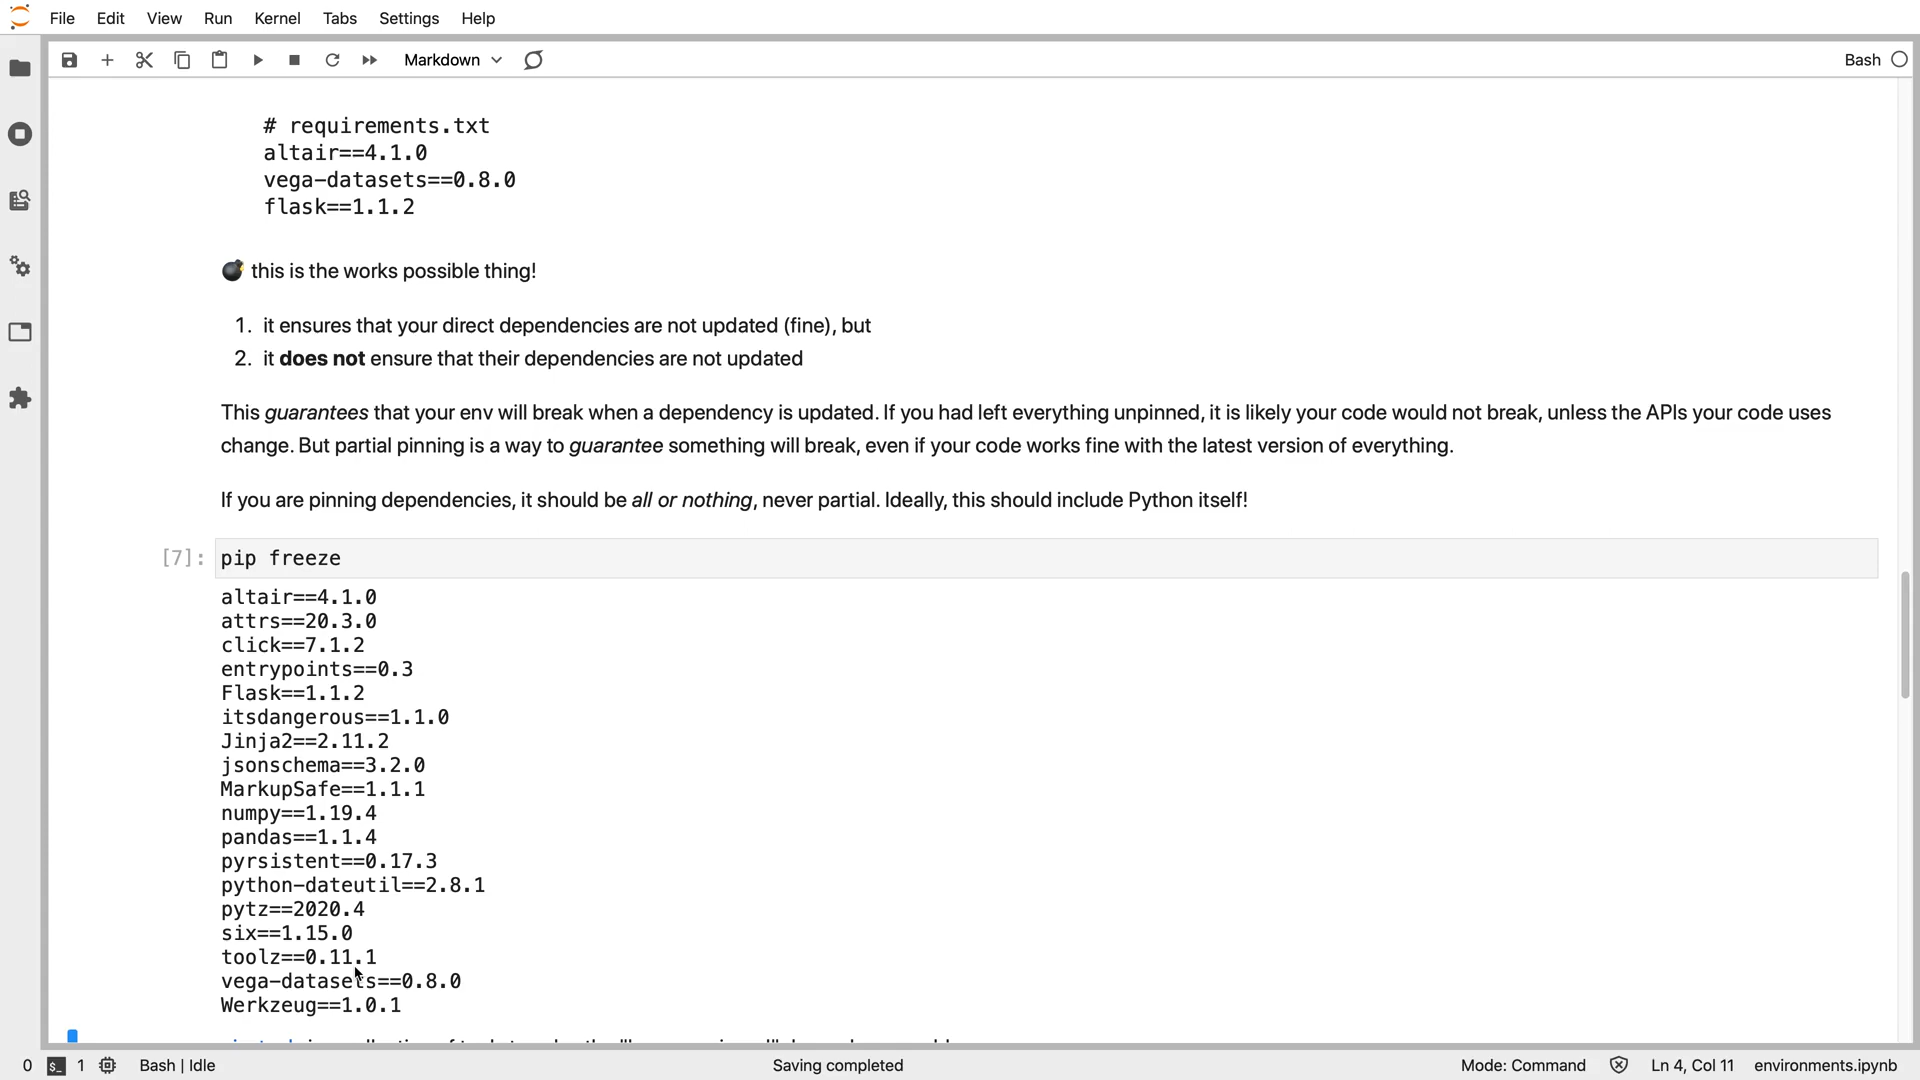 File Edit View Run Kernel Tabs Settings Help
Markdown
Bash
# requirements.txt
altair==4.1.0
vega-datasets==0.8.0
flask==1.1.2
💣 this is the works possible thing!
1. it ensures that your direct dependencies are not updated (fine), but
2. it does not ensure that their dependencies are not updated
This guarantees that your env will break when a dependency is updated. If you had left everything unpinned, it is likely your code would not break, unless the APIs your code uses
change. But partial pinning is a way to guarantee something will break, even if your code works fine with the latest version of everything.
If you are pinning dependencies, it should be all or nothing, never partial. Ideally, this should include Python itself!
[7]: pip freeze
altair==4.1.0
attrs==20.3.0
click==7.1.2
entrypoints==0.3
Flask==1.1.2
itsdangerous==1.1.0
Jinja2==2.11.2
jsonschema==3.2.0
MarkupSafe==1.1.1
numpy==1.19.4
pandas==1.1.4
pyrsistent==0.17.3
python-dateutil==2.8.1
pytz==2020.4
six==1.15.0
toolz==0.11.1
vega-datasets==0.8.0
Werkzeug==1.0.1
0 $_ 1 Bash | Idle Saving completed Mode: Command Ln 4, Col 11 environments.ipynb